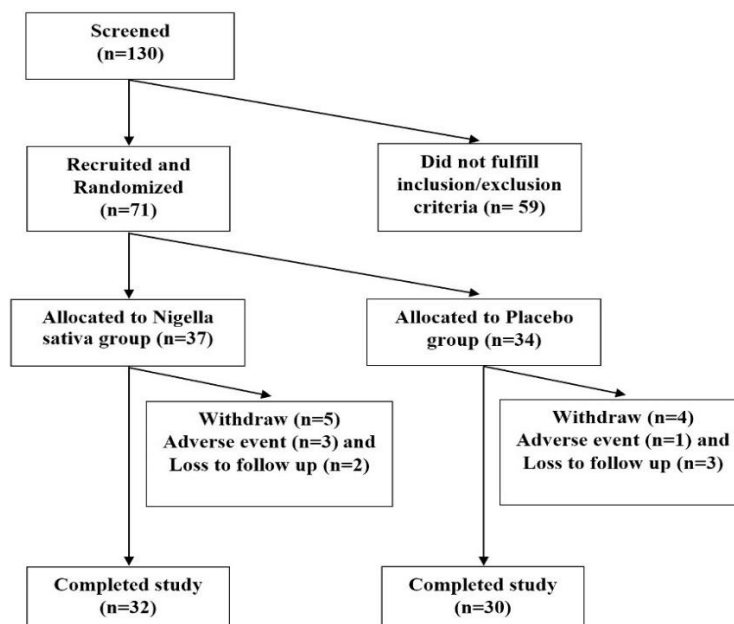 Screened
(n=130)
Recruited and
Randomized
(n=71)
Did not fulfill
inclusion/exclusion
criteria (n= 59)
Allocated to Nigella
sativa group (n=37)
Allocated to Placebo
group (n=34)
Withdraw (n=5)
Adverse event (n=3) and
Loss to follow up (n=2)
Withdraw (n=4)
Adverse event (n=1) and
Loss to follow up (n=3)
Completed study
(n=32)
Completed study
(n=30)